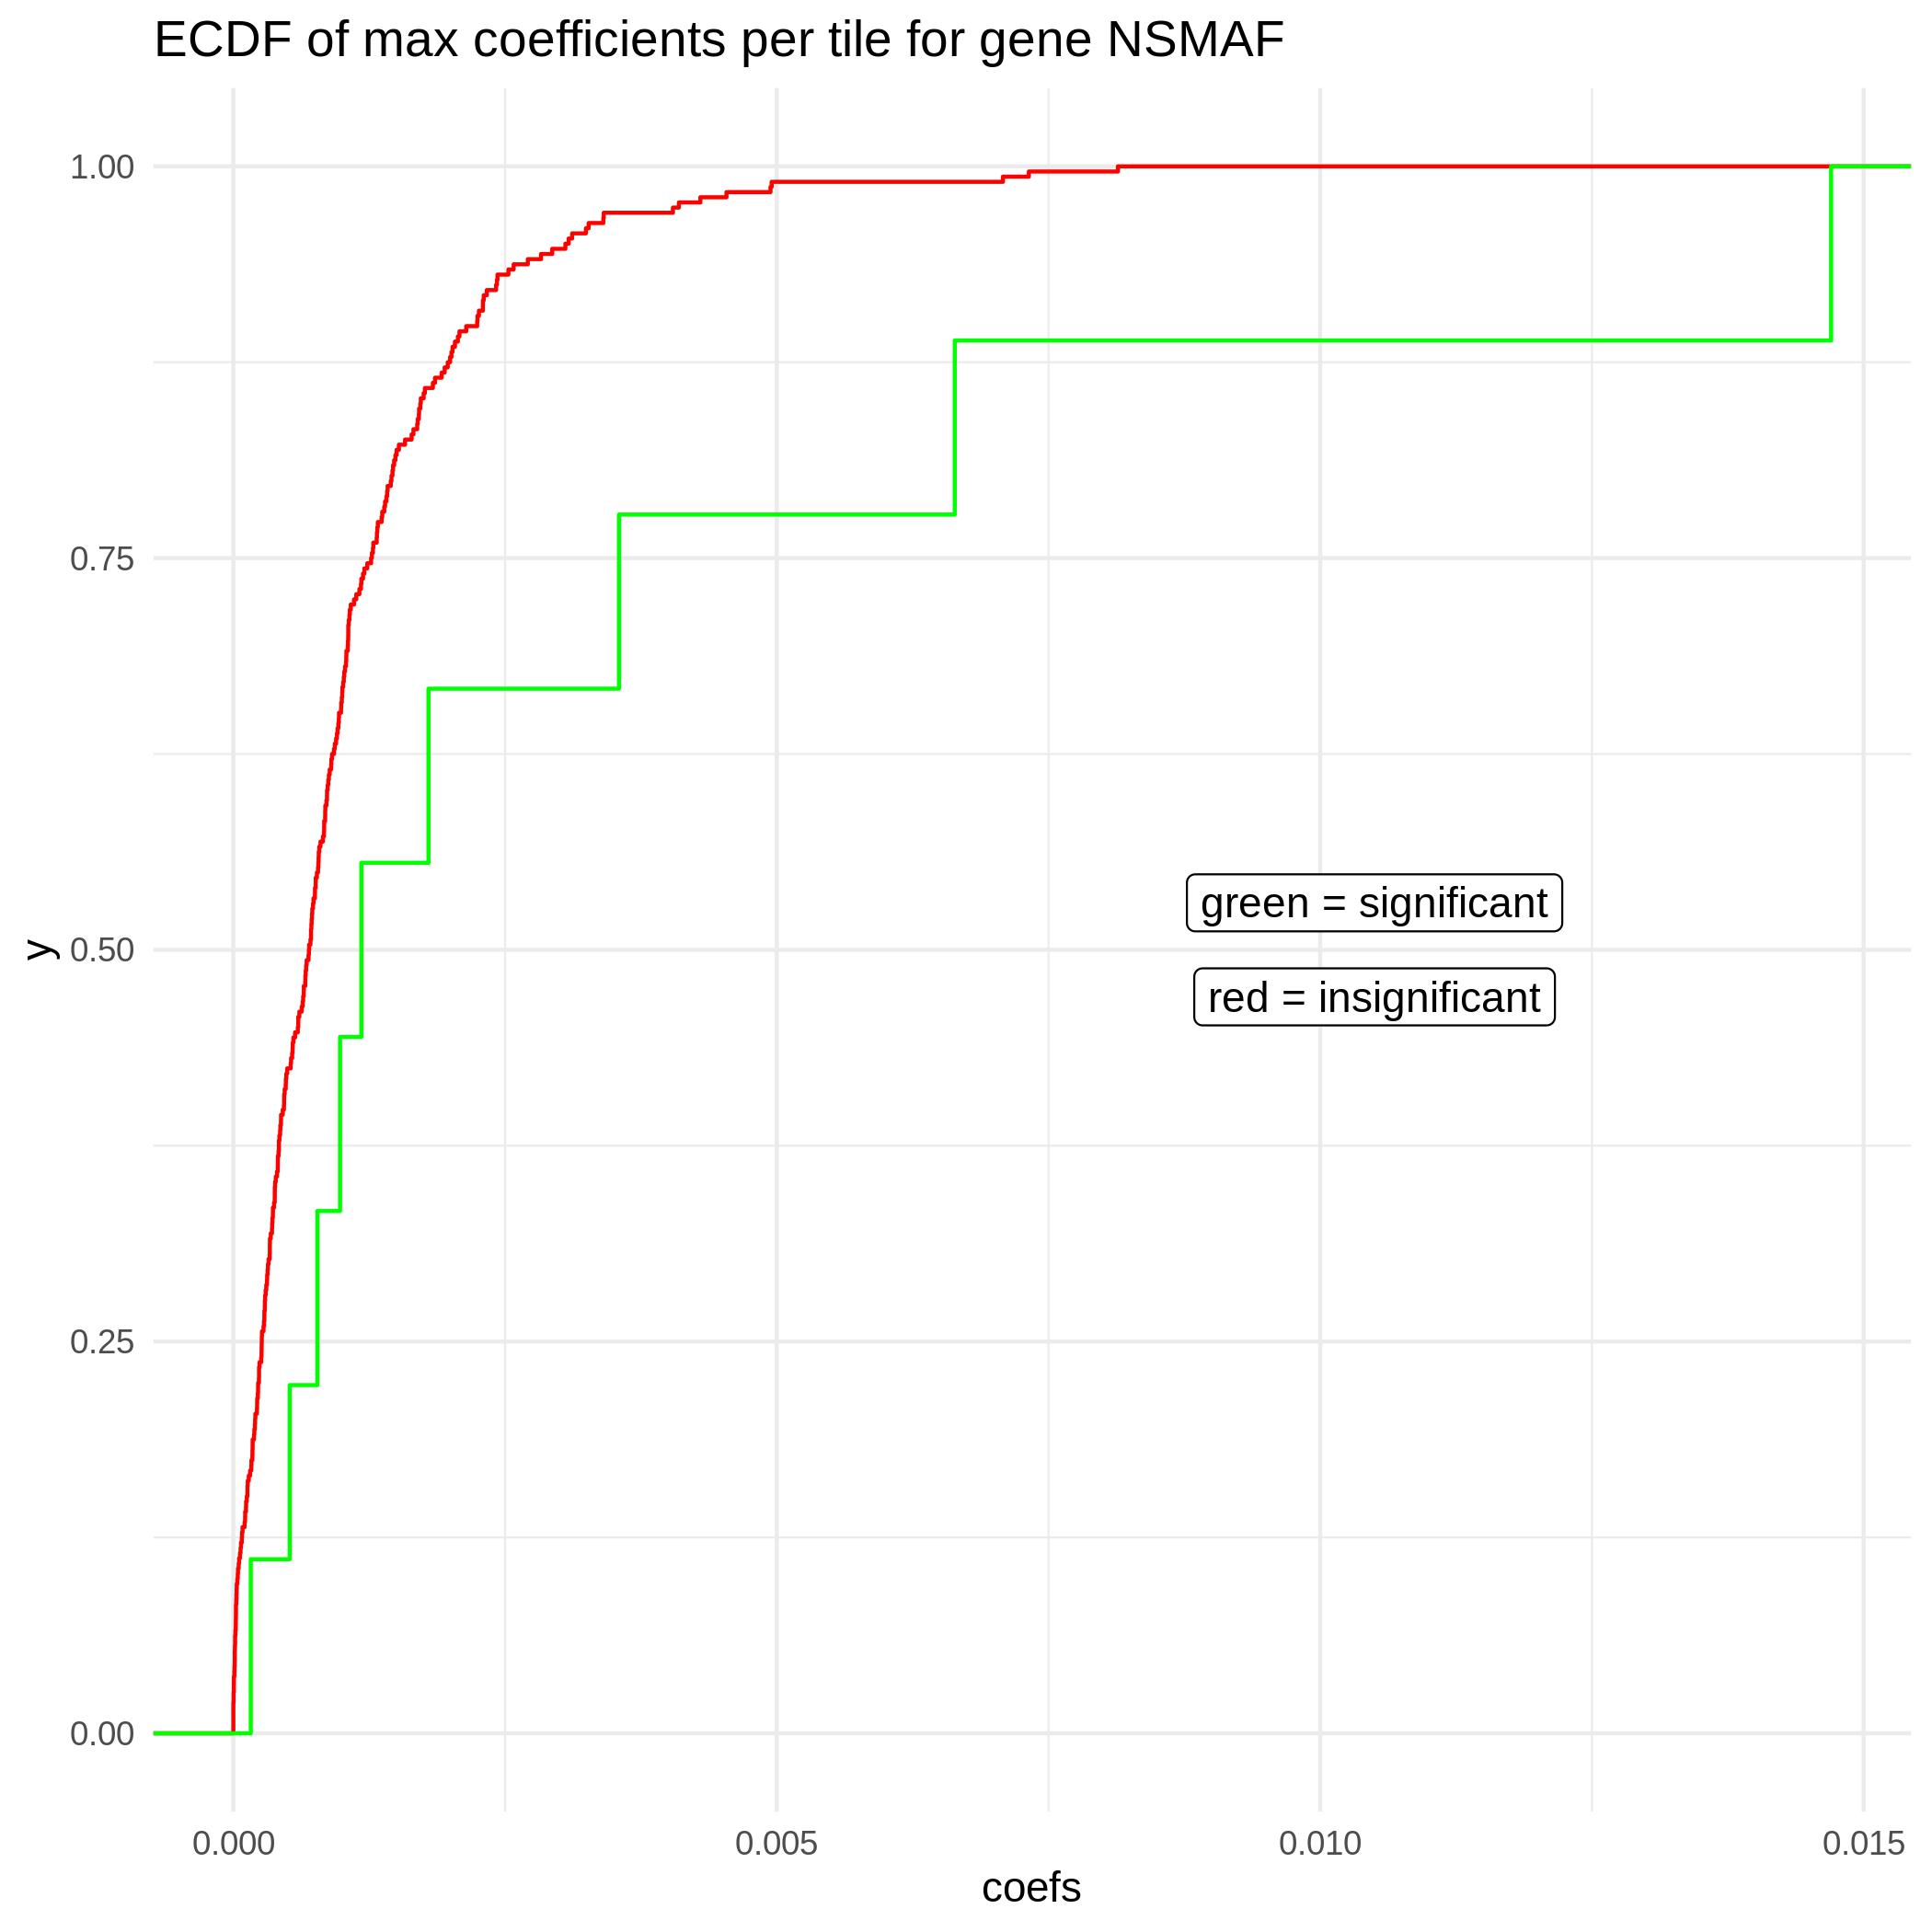 ECDF of max coefficients per tile for gene NSMAF
1.00
0.75
0.50
0.25
0.00
y
green = significant
red = insignificant
0.000
0.005
0.010
0.015
coefs